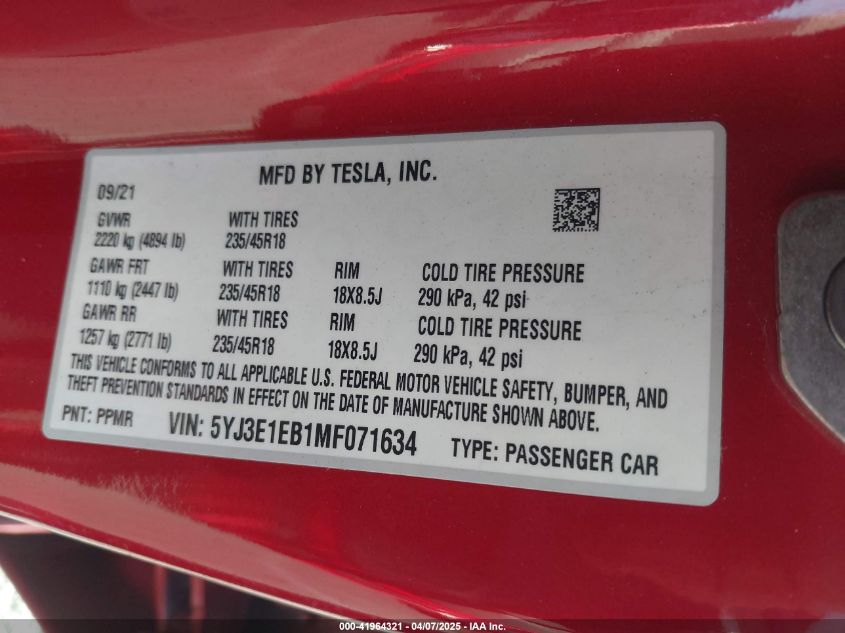 MFD BY TESLA, INC.
09/21
GVWR WITH TIRES
2220 kg (4894 lb) 235/45R18
GAWR FRT WITH TIRES RIM COLD TIRE PRESSURE
1110 kg (2447 lb) 235/45R18 18X8.5J 290 kPa, 42 psi
GAWR RR WITH TIRES RIM COLD TIRE PRESSURE
1257 kg (2771 lb) 235/45R18 18X8.5J 290 kPa, 42 psi
THIS VEHICLE CONFORMS TO ALL APPLICABLE U.S. FEDERAL MOTOR VEHICLE SAFETY, BUMPER, AND
THEFT PREVENTION STANDARDS IN EFFECT ON THE DATE OF MANUFACTURE SHOWN ABOVE.
PNT: PPMR VIN: 5YJ3E1EB1MF071634 TYPE: PASSENGER CAR
000-41964321 | 04/07/2025 - IAA Inc.